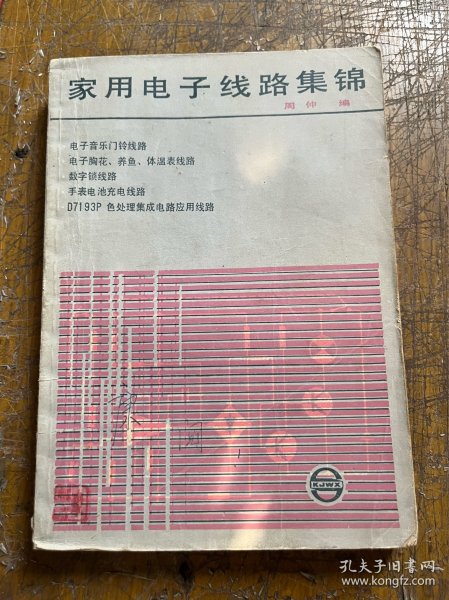 家用电子线路集锦
周仲 编
电子音乐门铃线路
电子胸花、养鱼、体温表线路
数字锁线路
手表电池充电线路
D7193P 色处理集成电路应用线路
KJWX
孔夫子旧书网
www.kongfz.com